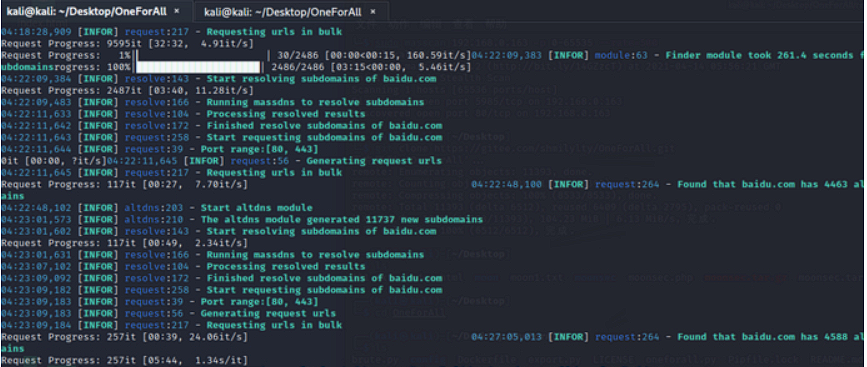 kali@kali: ~/Desktop/OneForAll × kali@kali: ~/Desktop/OneForAll ×
04:18:28,909 [INFOR] request:217 - Requesting urls in bulk
Request Progress: 9595it [32:32, 4.91it/s]
Request Progress: 1%| | 30/2486 [00:00<00:15, 160.59it/s]04:22:09,383 [INFOR] module:63 - Finder module took 261.4 seconds f
ubdomainsrogress: 100%| | 2486/2486 [03:15<00:00, 5.46it/s]
04:22:09,384 [INFOR] resolve:143 - Start resolving subdomains of baidu.com
Request Progress: 2487it [03:40, 11.28it/s]
04:22:09,483 [INFOR] resolve:166 - Running massdns to resolve subdomains
04:22:11,633 [INFOR] resolve:104 - Processing resolved results
04:22:11,642 [INFOR] resolve:172 - Finished resolve subdomains of baidu.com
04:22:11,643 [INFOR] request:258 - Start requesting subdomains of baidu.com
04:22:11,644 [INFOR] request:39 - Port range:[80, 443]
0it [00:00, ?it/s]04:22:11,645 [INFOR] request:56 - Generating request urls
04:22:11,645 [INFOR] request:217 - Requesting urls in bulk
Request Progress: 117it [00:27, 7.70it/s] 04:22:48,100 [INFOR] request:264 - Found that baidu.com has 4463 al
ains
04:22:48,102 [INFOR] altdns:203 - Start altdns module
04:23:01,573 [INFOR] altdns:210 - The altdns module generated 11737 new subdomains
04:23:01,602 [INFOR] resolve:143 - Start resolving subdomains of baidu.com
Request Progress: 117it [00:49, 2.34it/s]
04:23:01,631 [INFOR] resolve:166 - Running massdns to resolve subdomains
04:23:07,102 [INFOR] resolve:104 - Processing resolved results
04:23:09,092 [INFOR] resolve:172 - Finished resolve subdomains of baidu.com
04:23:09,182 [INFOR] request:258 - Start requesting subdomains of baidu.com
04:23:09,183 [INFOR] request:39 - Port range:[80, 443]
04:23:09,183 [INFOR] request:56 - Generating request urls
04:23:09,184 [INFOR] request:217 - Requesting urls in bulk
Request Progress: 257it [00:39, 24.06it/s] 04:27:05,013 [INFOR] request:264 - Found that baidu.com has 4588 al
ains
Request Progress: 257it [05:44, 1.34s/it]